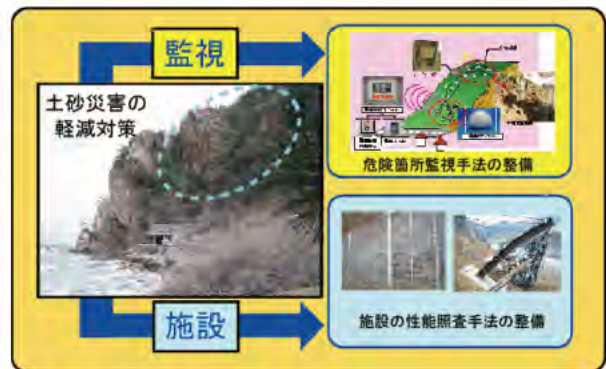 監視
土砂災害の
軽減対策
危険箇所監視手法の整備
施設の性能照査手法の整備
施設